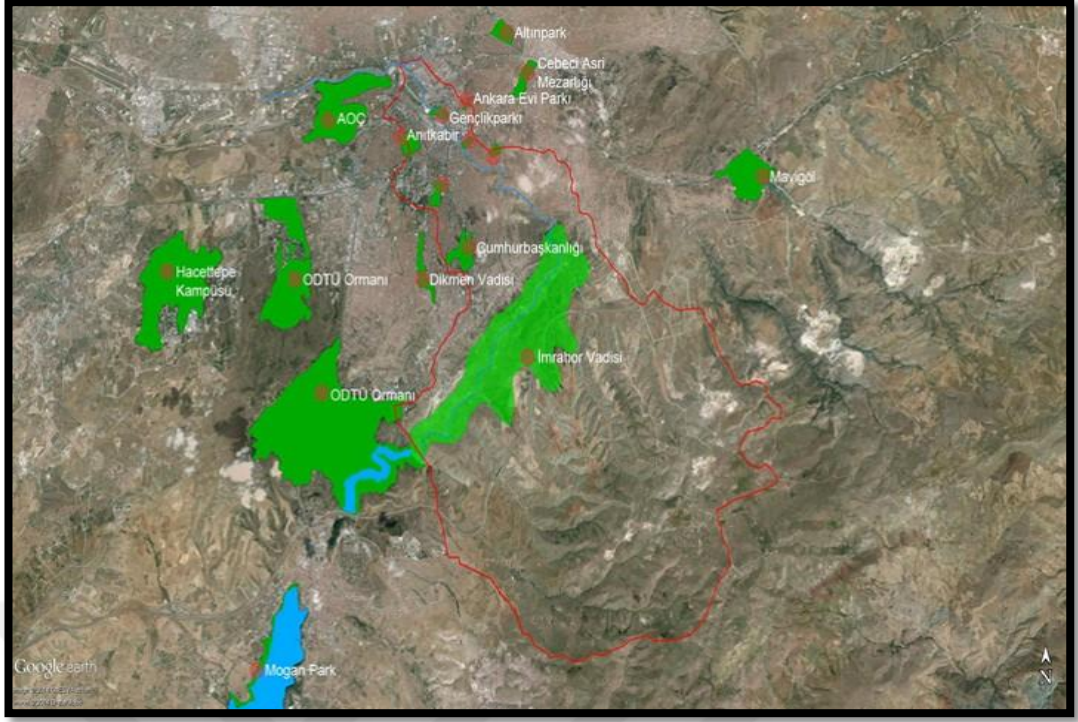 Altınpark
Cebeci Asri
Mezarlığı
Ankara Evi Parkı
Gençlikparkı
AOÇ
Anıtkabir
Mavigöl
Cumhurbaşkanlığı
Hacettepe
Kampüsü
ODTÜ Ormanı
Dikmen Vadisi
İmrahor Vadisi
ODTÜ Ormanı
Mogan Park
Google earth
N